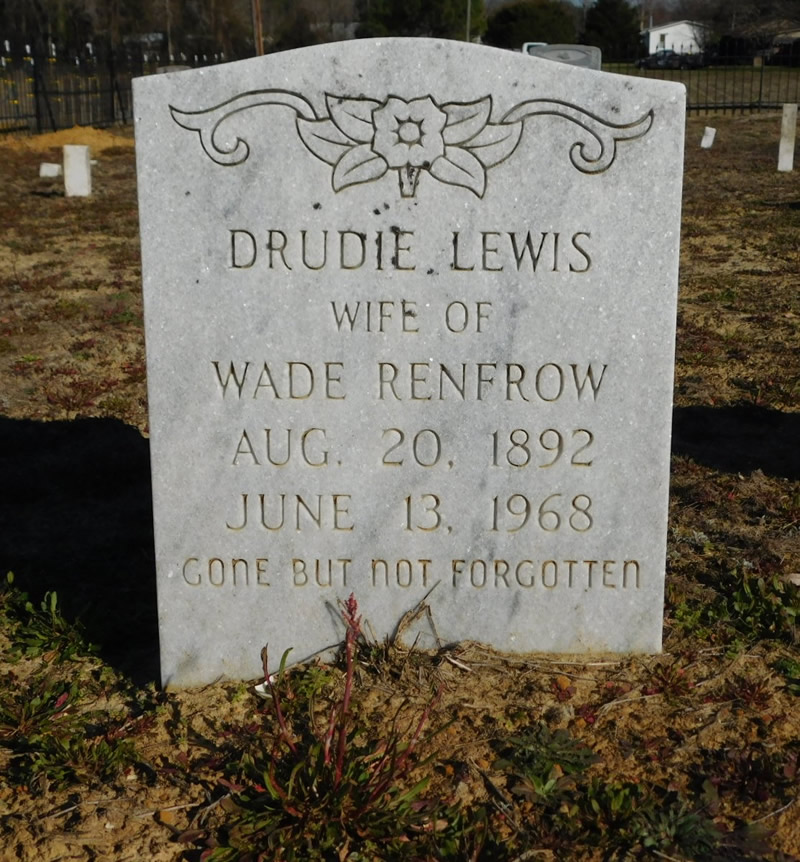 DRUDIE LEWIS
WIFE OF
WADE RENFROW
AUG. 20, 1892
JUNE 13, 1968
GONE BUT NOT FORGOTTEN